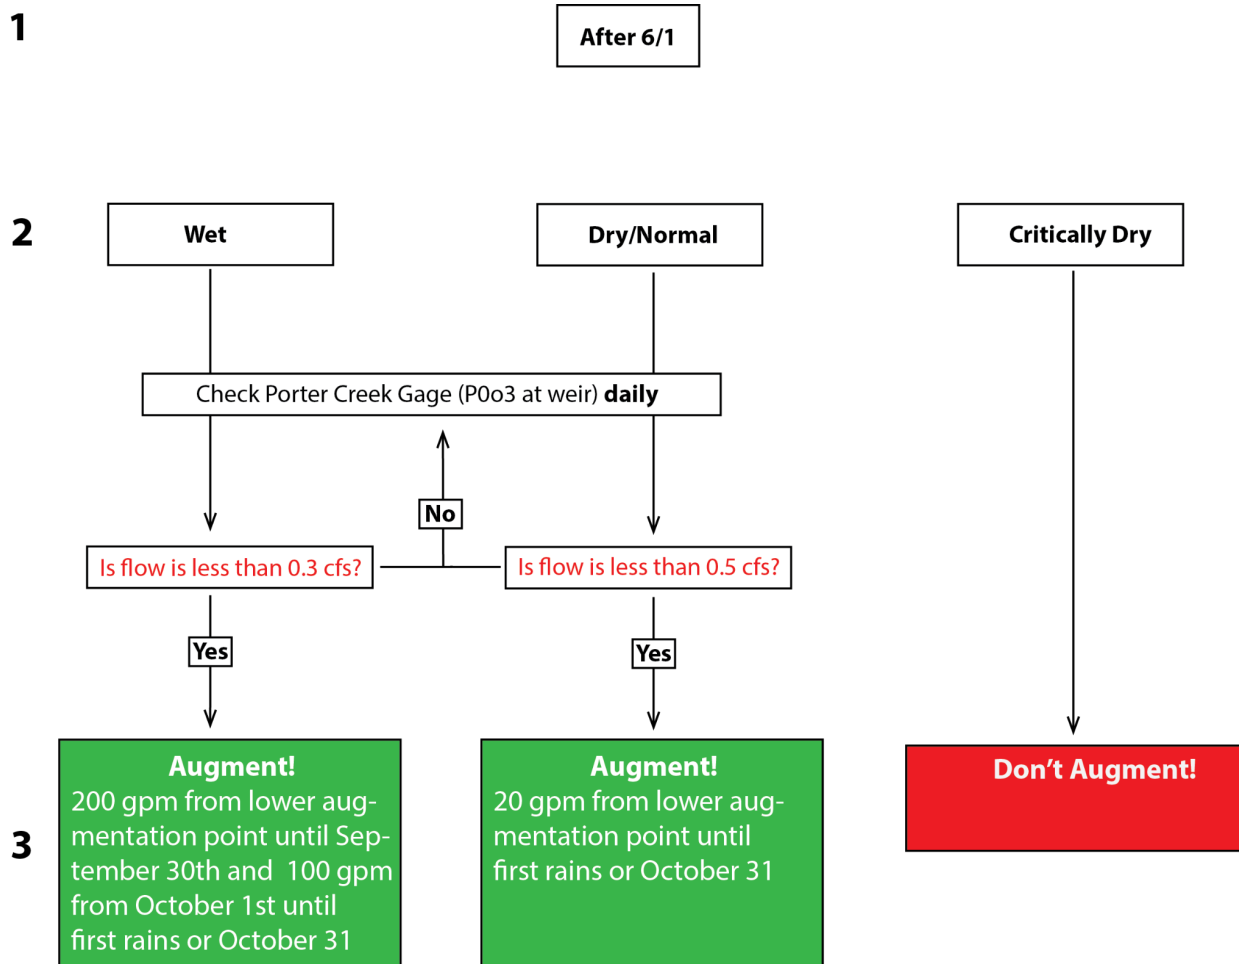 1
After 6/1
2
Wet
Dry/Normal
Critically Dry
Check Porter Creek Gage (P0o3 at weir) daily
No
Is flow is less than 0.3 cfs?
Is flow is less than 0.5 cfs?
Yes
Yes
3
Augment!
200 gpm from lower aug-
mentation point until Sep-
tember 30th and 100 gpm
from October 1st until
first rains or October 31
Augment!
20 gpm from lower aug-
mentation point until
first rains or October 31
Don't Augment!